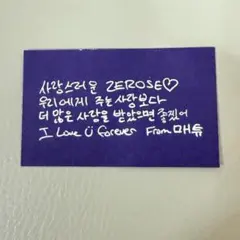 사랑스러운 ZEROSE♡
우리에게 주는사랑보다
더 많은 사랑을 받았으면 좋겠어
I Love Ü forever From 매튜